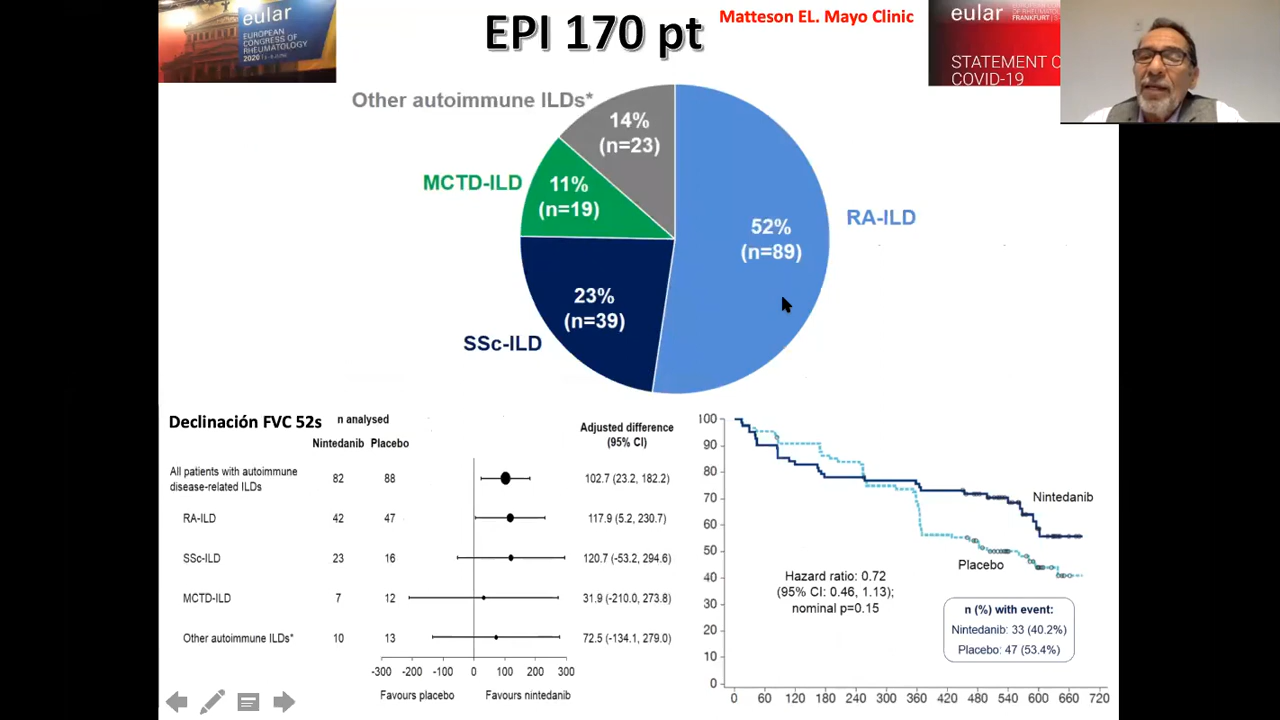 eular
EUROPEAN
CONGRESS OF
RHEUMATOLOGY
2020
EPI 170 pt
Matteson EL. Mayo Clinic
eular
FRANKFURT
STATEMENT O
COVID-19
Other autoimmune ILDs*
14%
(n=23)
MCTD-ILD
11%
(n=19)
52%
(n=89)
RA-ILD
23%
(n=39)
SSc-ILD
Declinación FVC 52s
n analysed
Nintedanib Placebo
Adjusted difference
(95% CI)
All patients with autoimmune
disease-related ILDs
82 88 102.7 (23.2, 182.2)
RA-ILD 42 47 117.9 (5.2, 230.7)
SSc-ILD 23 16 120.7 (-53.2, 294.6)
MCTD-ILD 7 12 31.9 (-210.0, 273.8)
Other autoimmune ILDs* 10 13 72.5 (-134.1, 279.0)
-300 -200 -100 0 100 200 300
Favours placebo Favours nintedanib
100
90
80
70
60
50
40
30
20
10
0
Nintedanib
Placebo
Hazard ratio: 0.72
(95% CI: 0.46, 1.13);
nominal p=0.15
n (%) with event:
Nintedanib: 33 (40.2%)
Placebo: 47 (53.4%)
0 60 120 180 240 300 360 420 480 540 600 660 720